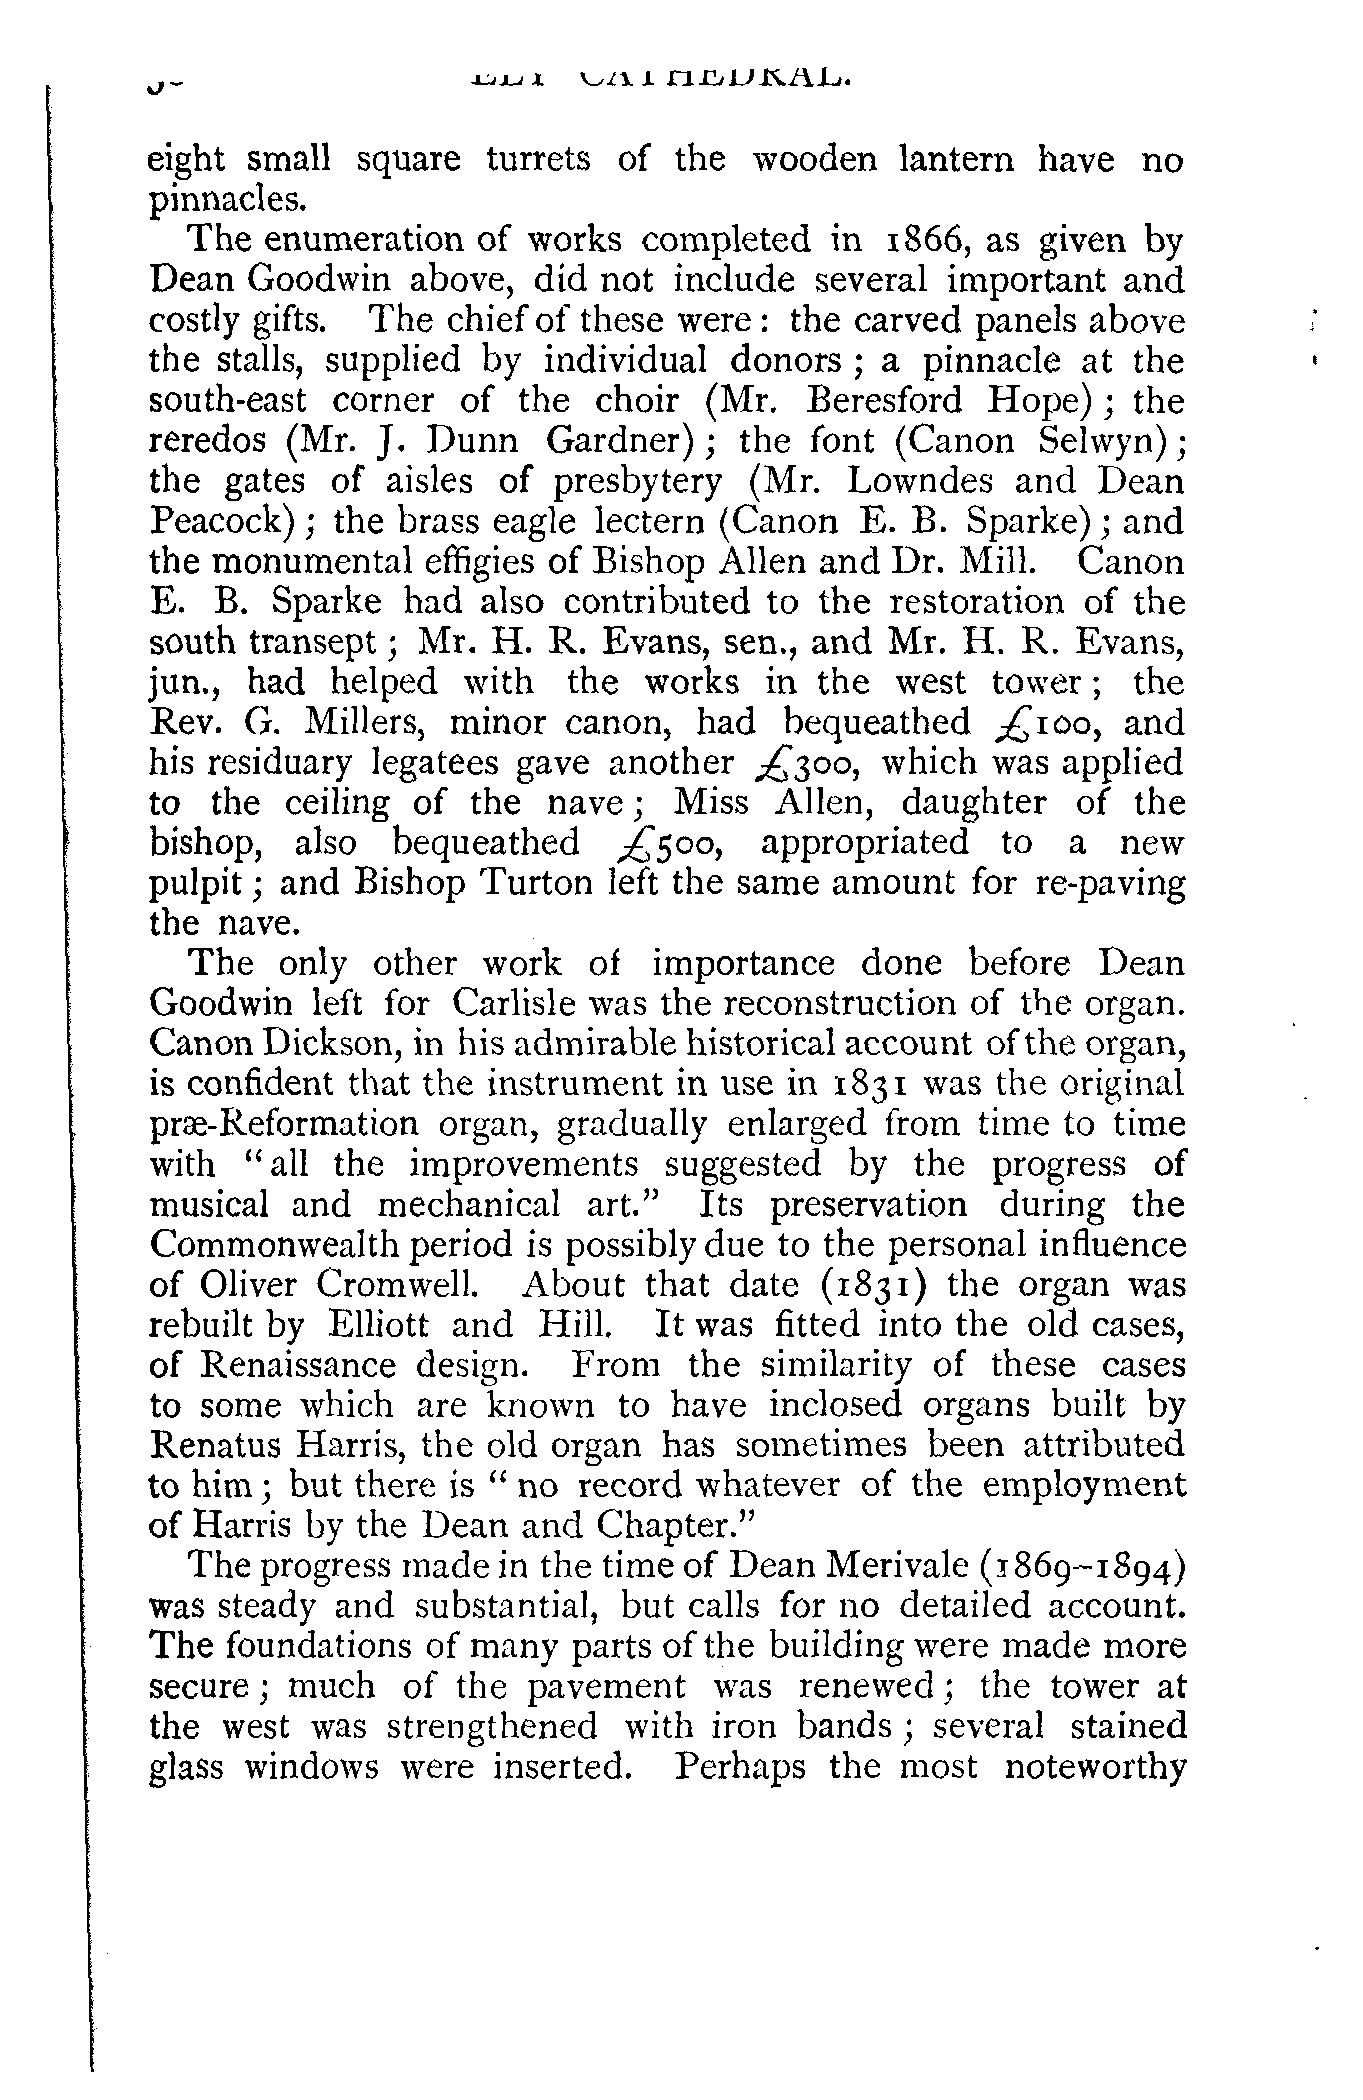 ELY CATHEDRAL.
eight small square turrets of the wooden lantern have no
pinnacles.
The enumeration of works completed in 1866, as given by
Dean Goodwin above, did not include several important and
costly gifts. The chief of these were : the carved panels above
the stalls, supplied by individual donors ; a pinnacle at the
south-east corner of the choir (Mr. Beresford Hope) ; the
reredos (Mr. J. Dunn Gardner) ; the font (Canon Selwyn) ;
the gates of aisles of presbytery (Mr. Lowndes and Dean
Peacock) ; the brass eagle lectern (Canon E. B. Sparke) ; and
the monumental effigies of Bishop Allen and Dr. Mill. Canon
E. B. Sparke had also contributed to the restoration of the
south transept ; Mr. H. R. Evans, sen., and Mr. H. R. Evans,
jun., had helped with the works in the west tower ; the
Rev. G. Millers, minor canon, had bequeathed £100, and
his residuary legatees gave another £300, which was applied
to the ceiling of the nave ; Miss Allen, daughter of the
bishop, also bequeathed £500, appropriated to a new
pulpit ; and Bishop Turton left the same amount for re-paving
the nave.
The only other work of importance done before Dean
Goodwin left for Carlisle was the reconstruction of the organ.
Canon Dickson, in his admirable historical account of the organ,
is confident that the instrument in use in 1831 was the original
præ-Reformation organ, gradually enlarged from time to time
with “ all the improvements suggested by the progress of
musical and mechanical art.” Its preservation during the
Commonwealth period is possibly due to the personal influence
of Oliver Cromwell. About that date (1831) the organ was
rebuilt by Elliott and Hill. It was fitted into the old cases,
of Renaissance design. From the similarity of these cases
to some which are known to have inclosed organs built by
Renatus Harris, the old organ has sometimes been attributed
to him ; but there is “ no record whatever of the employment
of Harris by the Dean and Chapter.”
The progress made in the time of Dean Merivale (1869–1894)
was steady and substantial, but calls for no detailed account.
The foundations of many parts of the building were made more
secure ; much of the pavement was renewed ; the tower at
the west was strengthened with iron bands ; several stained
glass windows were inserted. Perhaps the most noteworthy